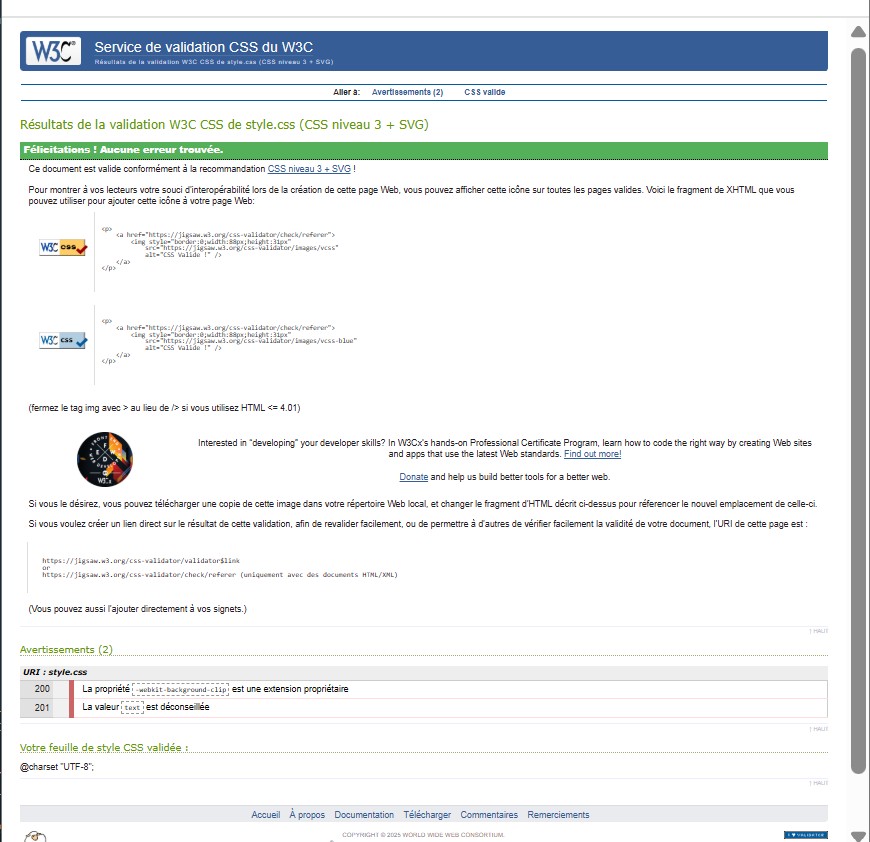 W3C®
Service de validation CSS du W3C
Résultats de la validation W3C CSS de style.css (CSS niveau 3 + SVG)
Aller à: Avertissements (2) CSS valide
Résultats de la validation W3C CSS de style.css (CSS niveau 3 + SVG)
Félicitations ! Aucune erreur trouvée.
Ce document est valide conformément à la recommandation CSS niveau 3 + SVG !
Pour montrer à vos lecteurs votre souci d'interopérabilité lors de la création de cette page Web, vous pouvez afficher cette icône sur toutes les pages valides. Voici le fragment de XHTML que vous
pouvez utiliser pour ajouter cette icône à votre page Web:
W3C css
<p>
<a href="https://jigsaw.w3.org/css-validator/check/referer">
<img style="border:0;width:88px;height:31px"
src="https://jigsaw.w3.org/css-validator/images/vcss"
alt="CSS Valide !" />
</a>
</p>
W3C css
<p>
<a href="https://jigsaw.w3.org/css-validator/check/referer">
<img style="border:0;width:88px;height:31px"
src="https://jigsaw.w3.org/css-validator/images/vcss-blue"
alt="CSS Valide !" />
</a>
</p>
(fermez le tag img avec > au lieu de /> si vous utilisez HTML <= 4.01)
Interested in "developing" your developer skills? In W3Cx's hands-on Professional Certificate Program, learn how to code the right way by creating Web sites
and apps that use the latest Web standards. Find out more!
Donate and help us build better tools for a better web.
Si vous le désirez, vous pouvez télécharger une copie de cette image dans votre répertoire Web local, et changer le fragment d'HTML décrit ci-dessus pour réferencer le nouvel emplacement de celle-ci.
Si vous voulez créer un lien direct sur le résultat de cette validation, afin de revalider facilement, ou de permettre à d'autres de vérifier facilement la validité de votre document, l'URI de cette page est :
https://jigsaw.w3.org/css-validator/validator$link
or
https://jigsaw.w3.org/css-validator/check/referer (uniquement avec des documents HTML/XML)
(Vous pouvez aussi l'ajouter directement à vos signets.)
↑ HAUT
Avertissements (2)
URI : style.css
200 La propriété -webkit-background-clip est une extension propriétaire
201 La valeur text est déconseillée
↑ HAUT
Votre feuille de style CSS validée :
@charset "UTF-8";
↑ HAUT
Accueil À propos Documentation Télécharger Commentaires Remerciements
COPYRIGHT © 2025 WORLD WIDE WEB CONSORTIUM.
I ♥ VALIDATOR